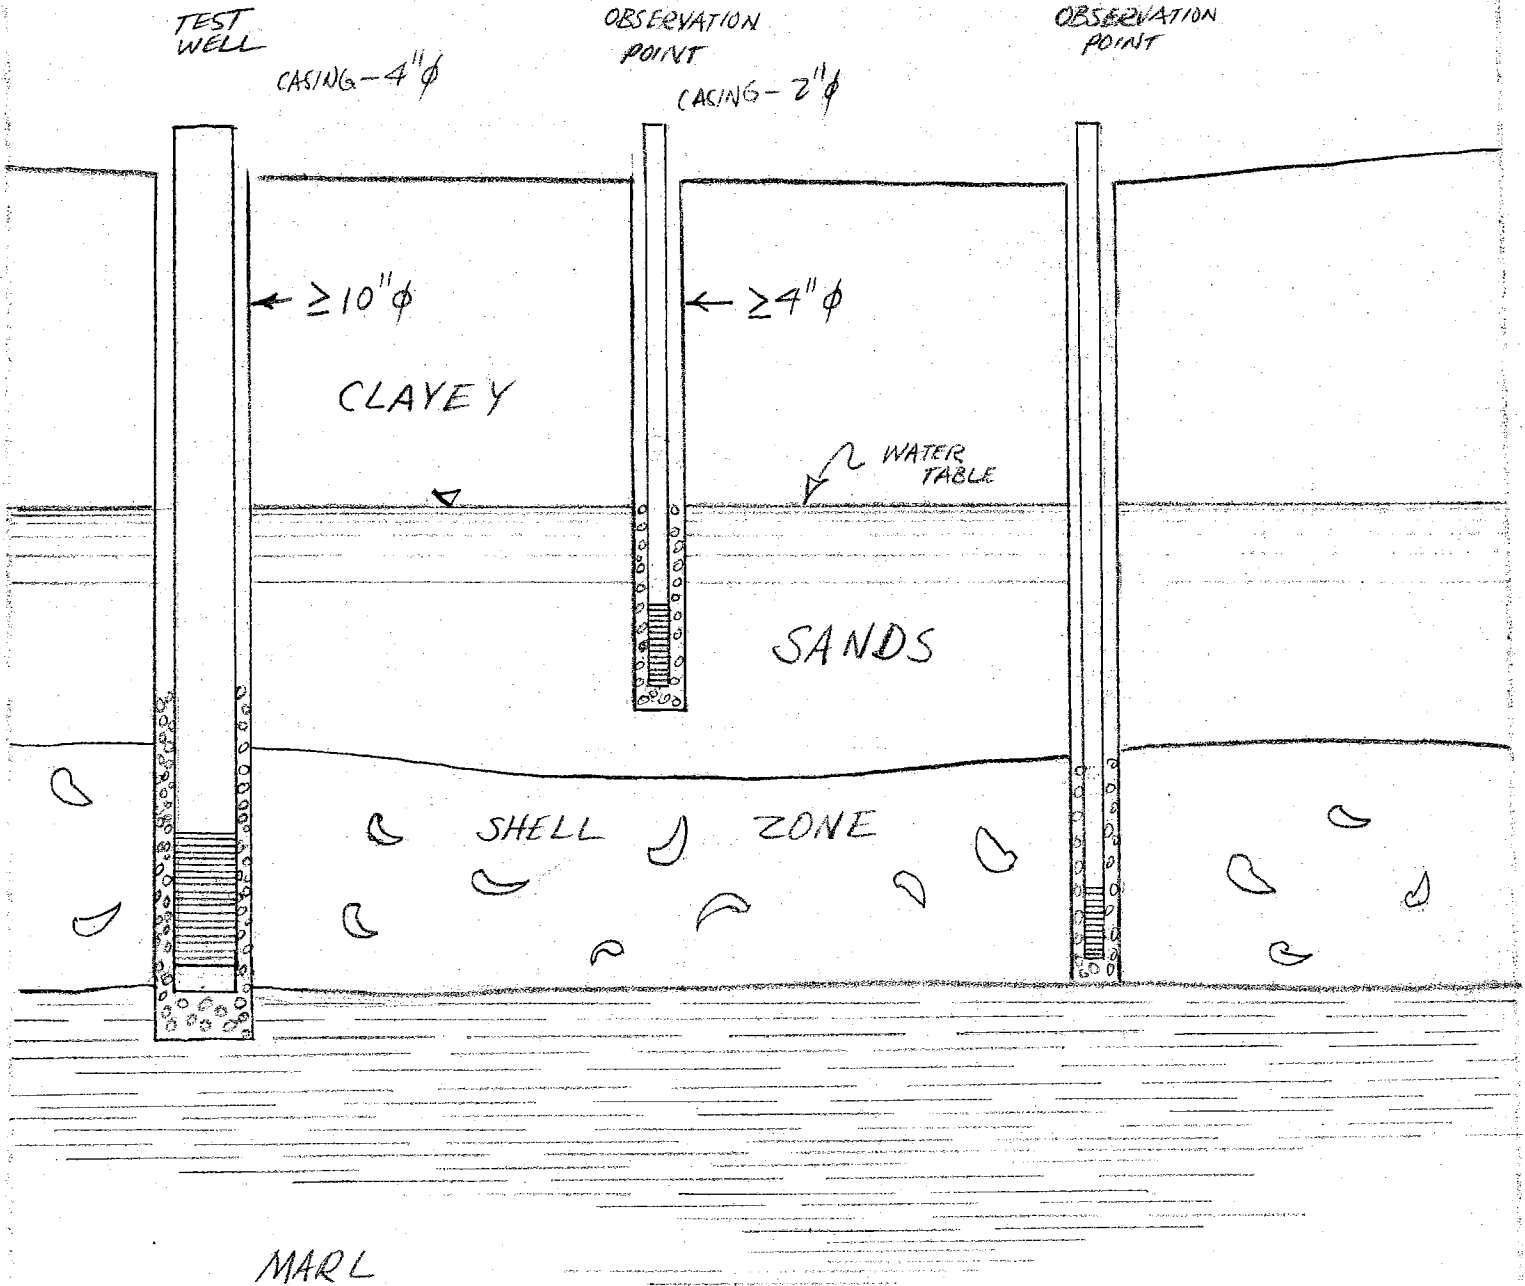 TEST
WELL
CASING-4"ϕ
OBSERVATION
POINT
CASING-2"ϕ
OBSERVATION
POINT
≥10"ϕ
≥4"ϕ
CLAYEY
WATER
TABLE
SANDS
SHELL ZONE
MARL